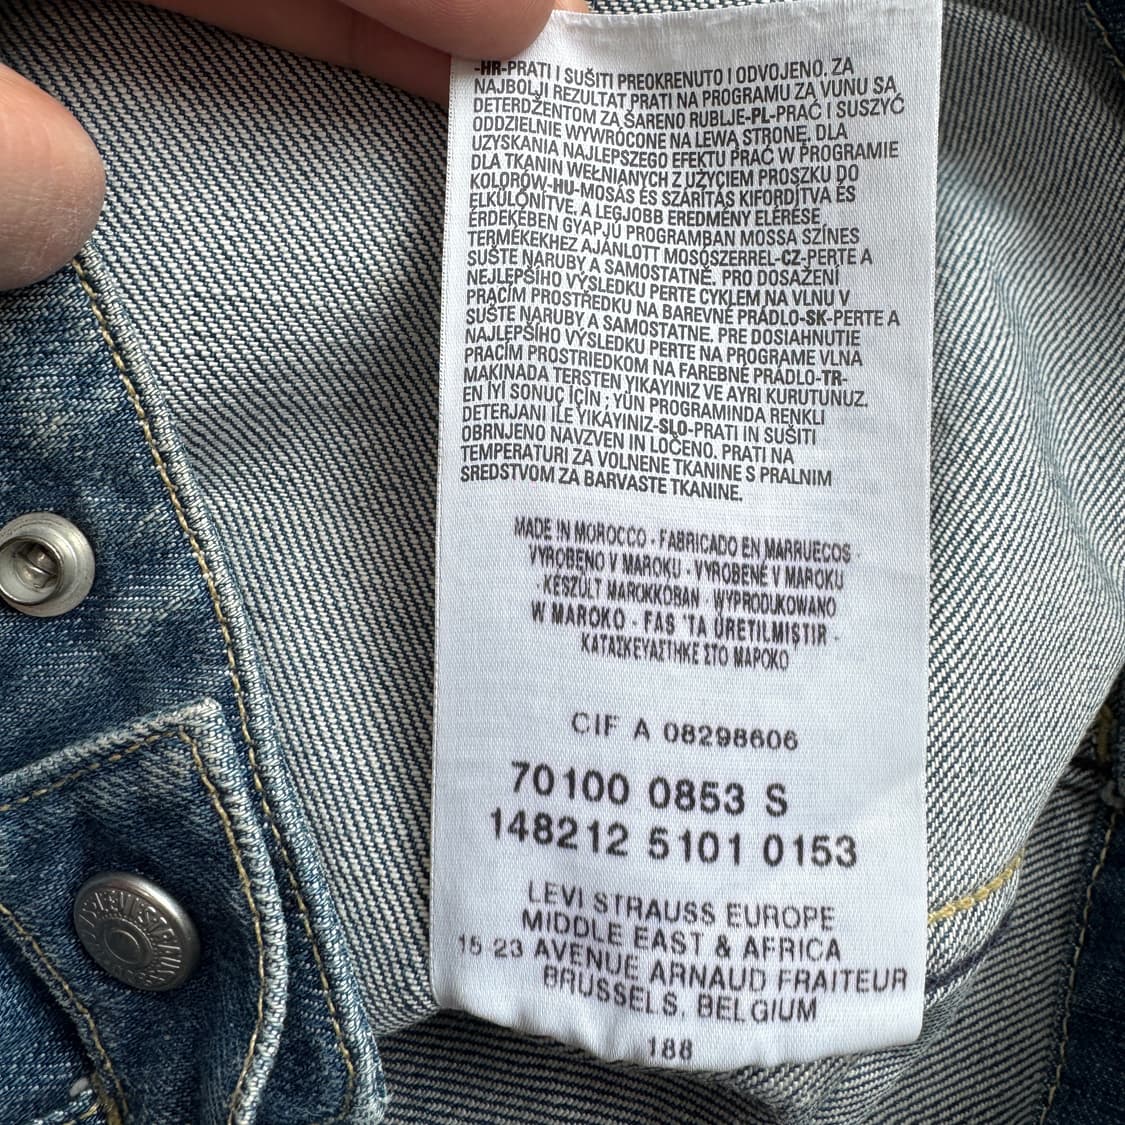 -HR-PRATI I SUŠITI PREOKRENUTO I ODVOJENO. ZA
NAJBOLJI REZULTAT PRATI NA PROGRAMU ZA VUNU SA
DETERDŽENTOM ZA ŠARENO RUBLJE-PL-PRAĆ I SUSZYĆ
ODDZIELNIE WYWRÓCONE NA LEWĄ STRONĘ, DLA
UZYSKANIA NAJLEPSZEGO EFEKTU PRAĆ W PROGRAMIE
DLA TKANIN WEŁNIANYCH Z UŻYCIEM PROSZKU DO
KOLORÓW-HU-MOSÁS ÉS SZÁRÍTÁS KIFORDÍTVA ÉS
ELKÜLÖNÍTVE. A LEGJOBB EREDMÉNY ELÉRÉSE
ÉRDEKÉBEN GYAPJÚ PROGRAMBAN MOSSA SZÍNES
TERMÉKEKHEZ AJÁNLOTT MOSÓSZERREL-CZ-PERTE A
SUŠTE NARUBY A SAMOSTATNĚ. PRO DOSAŽENÍ
NEJLEPŠÍHO VÝSLEDKU PERTE CYKLEM NA VLNU V
PRACÍM PROSTŘEDKU NA BAREVNÉ PRÁDLO-SK-PERTE A
SUŠTE NARUBY A SAMOSTATNE. PRE DOSIAHNUTIE
NAJLEPŠÍHO VÝSLEDKU PERTE NA PROGRAME VLNA
PRACÍM PROSTRIEDKOM NA FAREBNÉ PRÁDLO-TR-
MAKINADA TERSTEN YIKAYINIZ VE AYRI KURUTUNUZ.
EN İYİ SONUÇ İÇİN ; YÜN PROGRAMINDA RENKLI
DETERJANI ILE YIKAYINIZ-SLO-PRATI IN SUŠITI
OBRNJENO NAVZVEN IN LOČENO. PRATI NA
TEMPERATURI ZA VOLNENE TKANINE S PRALNIM
SREDSTVOM ZA BARVASTE TKANINE.
MADE IN MOROCCO - FABRICADO EN MARRUECOS -
VYROBENO V MAROKU - VYROBENÉ V MAROKU
-KÉSZÜLT MAROKKÓBAN - WYPRODUKOWANO
W MAROKO - FAS 'TA ÜRETILMIŞTIR -
ΚΑΤΑΣΚΕΥΑΣΤΗΚΕ ΣΤΟ ΜΑΡΟΚΟ
CIF A 08298606
70100 0853 S
148212 5101 0153
LEVI STRAUSS EUROPE
MIDDLE EAST & AFRICA
15-23 AVENUE ARNAUD FRAITEUR
BRUSSELS. BELGIUM
188